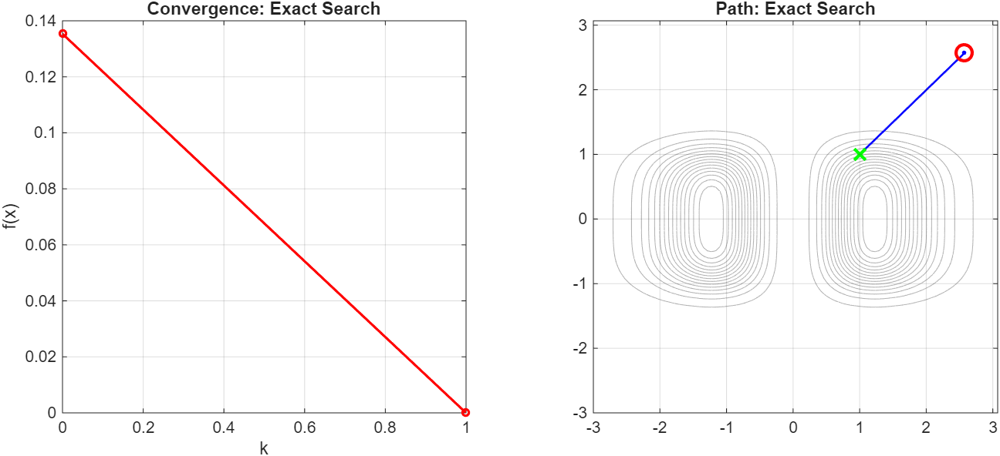 Convergence: Exact Search
0.14
0.12
0.1
0.08
0.06
0.04
0.02
0
f(x)
0 0.2 0.4 0.6 0.8 1
k
Path: Exact Search
3
2
1
0
-1
-2
-3
-3 -2 -1 0 1 2 3